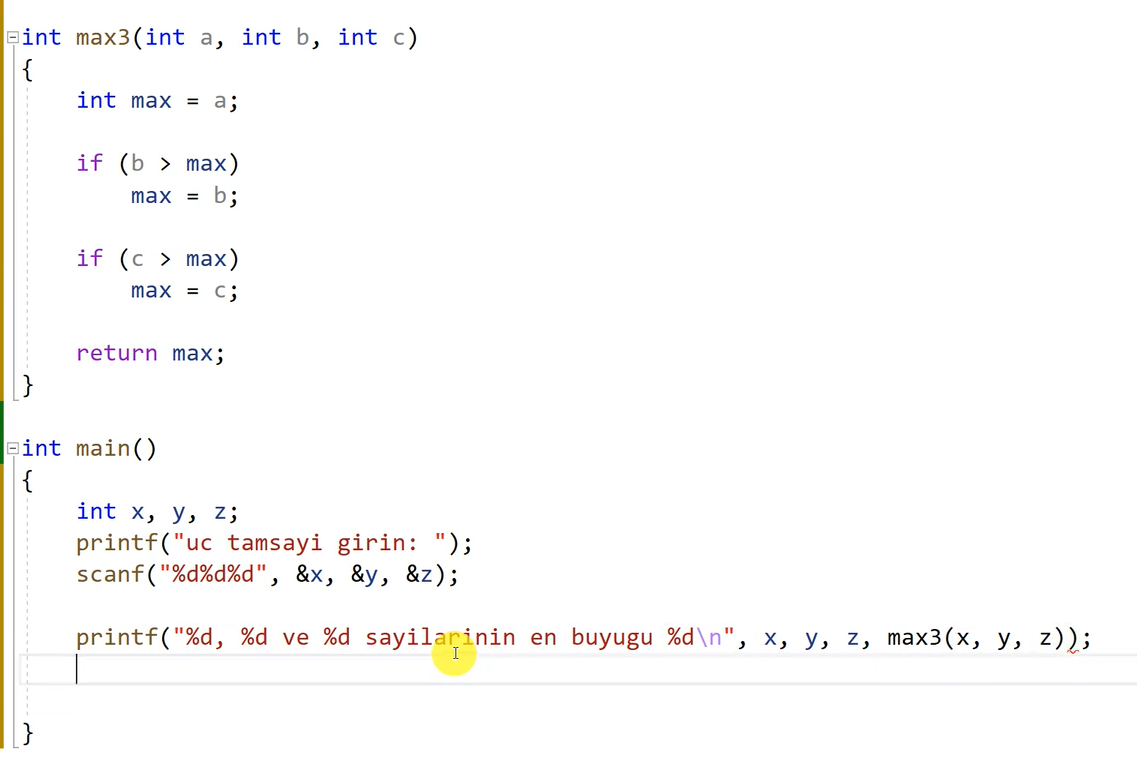 int max3(int a, int b, int c)
{
    int max = a;

    if (b > max)
        max = b;

    if (c > max)
        max = c;

    return max;
}

int main()
{
    int x, y, z;
    printf("uc tamsayi girin: ");
    scanf("%d%d%d", &x, &y, &z);

    printf("%d, %d ve %d sayilarinin en buyugu %d\n", x, y, z, max3(x, y, z));

}